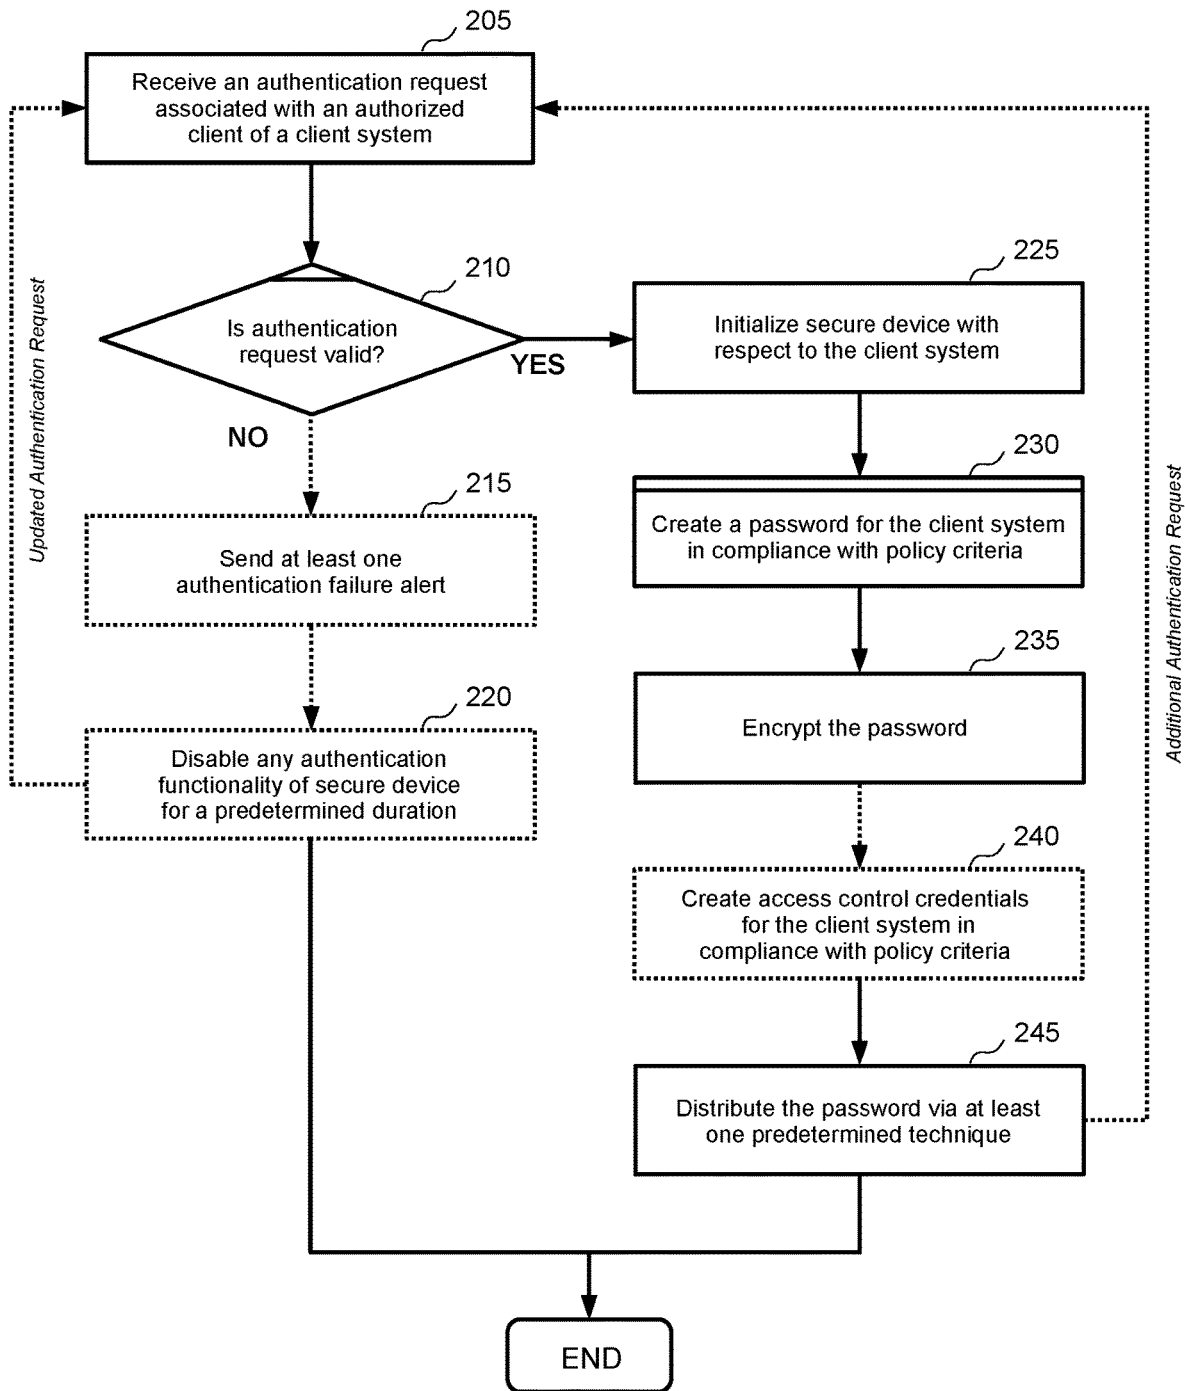 205
Receive an authentication request
associated with an authorized
client of a client system
210
Is authentication
request valid?
YES
NO
215
Send at least one
authentication failure alert
220
Disable any authentication
functionality of secure device
for a predetermined duration
Updated Authentication Request
225
Initialize secure device with
respect to the client system
230
Create a password for the client system
in compliance with policy criteria
235
Encrypt the password
240
Create access control credentials
for the client system in
compliance with policy criteria
245
Distribute the password via at least
one predetermined technique
Additional Authentication Request
END